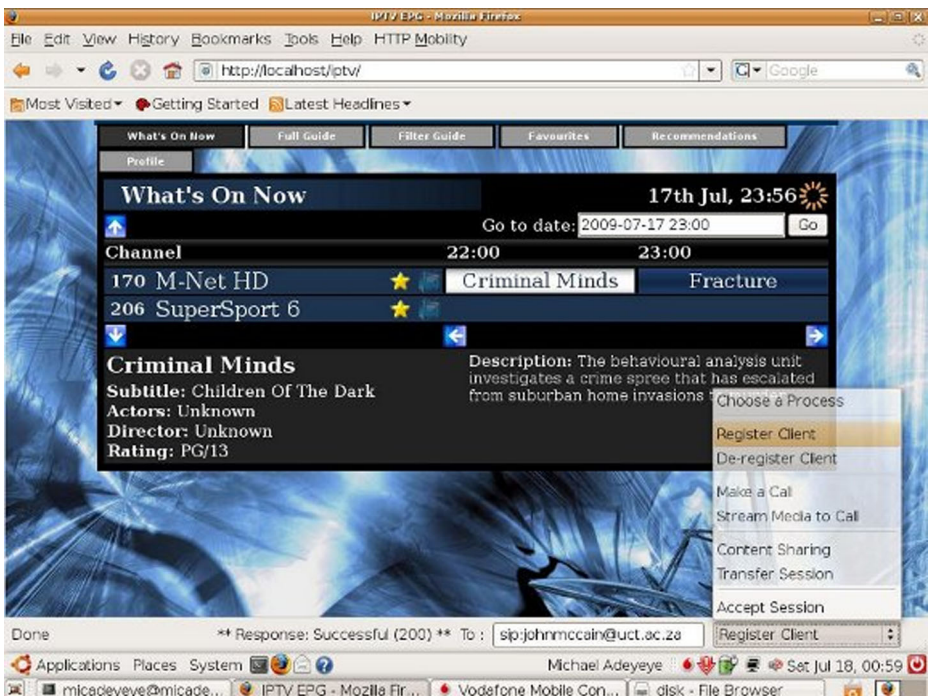 IPTV EPG - Mozilla Firefox
File Edit View History Bookmarks Tools Help HTTP Mobility
http://localhost/iptv/ Google
Most Visited Getting Started Latest Headlines
What's On Now Full Guide Filter Guide Favourites Recommendations
Profile
What's On Now 17th Jul, 23:56
Go to date: 2009-07-17 23:00 Go
Channel 22:00 23:00
170 M-Net HD Criminal Minds Fracture
206 SuperSport 6
Criminal Minds
Subtitle: Children Of The Dark
Actors: Unknown
Director: Unknown
Rating: PG/13
Description: The behavioural analysis unit
investigates a crime spree that has escalated
from suburban home invasions
Choose a Process
Register Client
De-register Client
Make a Call
Stream Media to Call
Content Sharing
Transfer Session
Accept Session
Done ** Response: Successful (200) ** To : sip:johnmccain@uct.ac.za Register Client
Applications Places System Michael Adeyeye Sat Jul 18, 00:59
micadeyeye@micade... IPTV EPG - Mozilla Fir... Vodafone Mobile Con... disk - File Browser